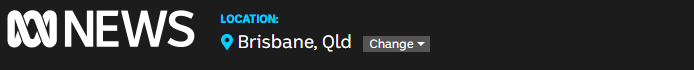 NEWS
LOCATION:
Brisbane, Qld Change